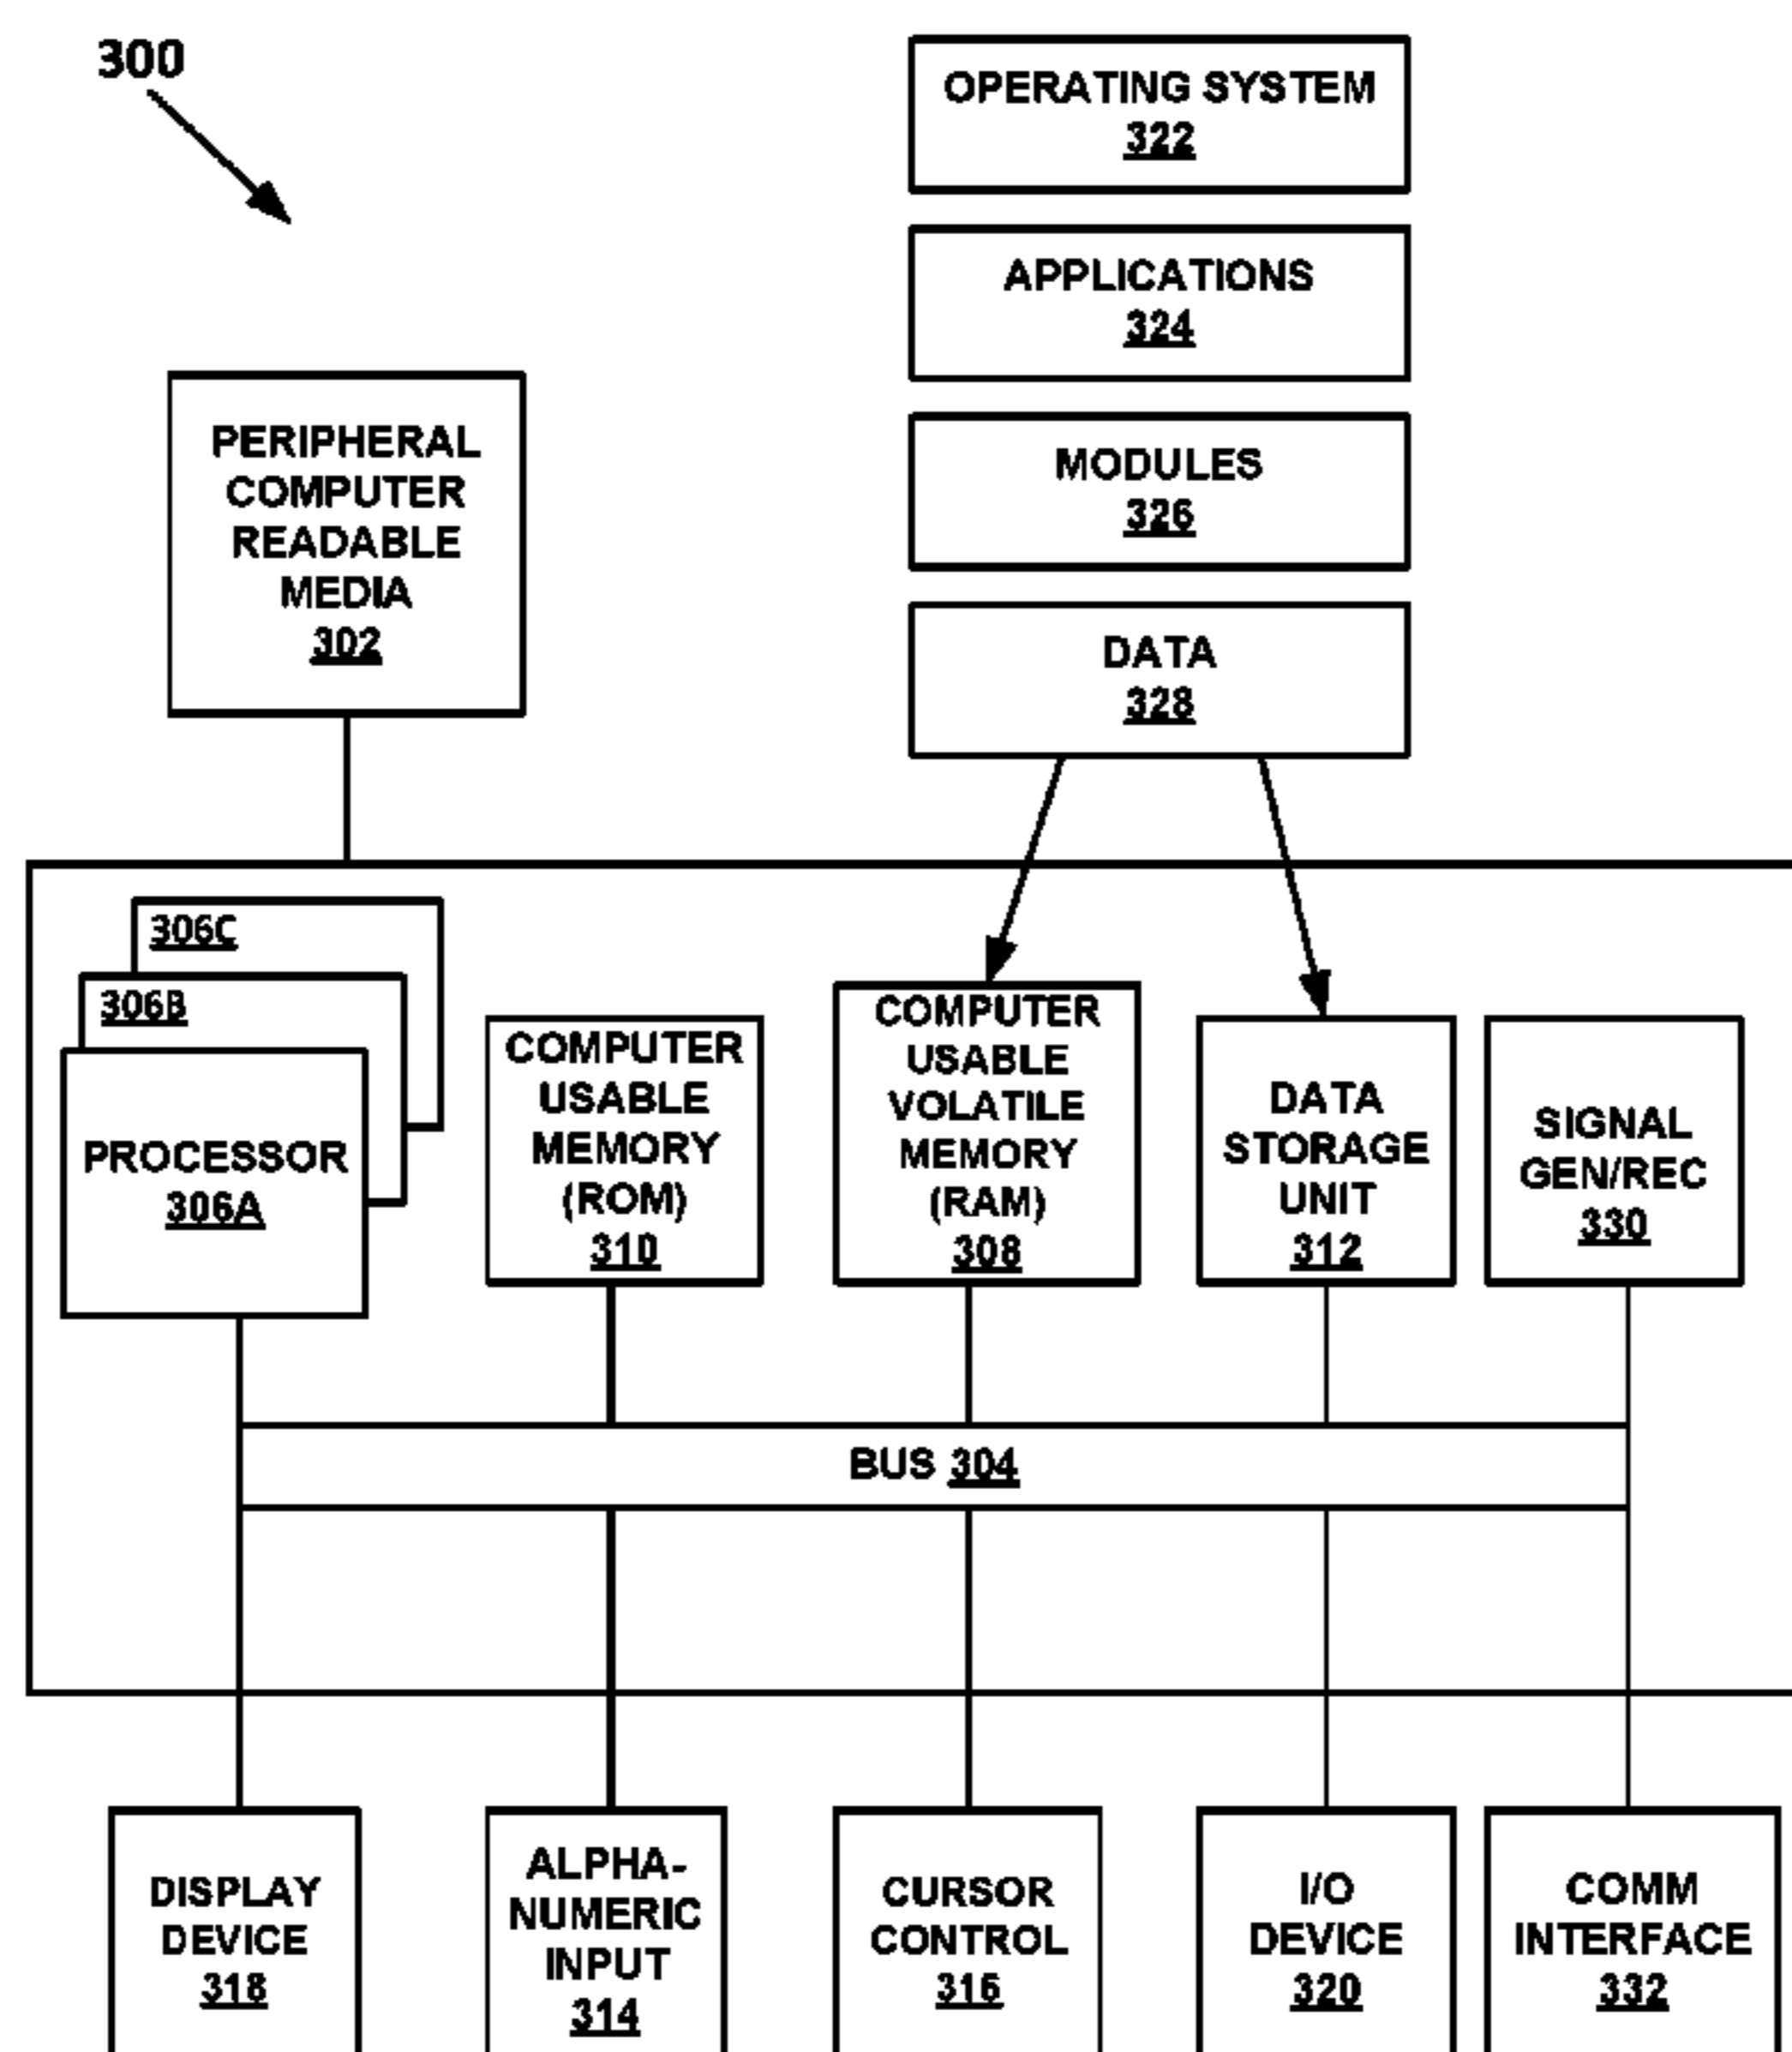 300
OPERATING SYSTEM
322
APPLICATIONS
324
MODULES
326
DATA
328
PERIPHERAL
COMPUTER
READABLE
MEDIA
302
306C
306B
PROCESSOR
306A
COMPUTER
USABLE
MEMORY
(ROM)
310
COMPUTER
USABLE
VOLATILE
MEMORY
(RAM)
308
DATA
STORAGE
UNIT
312
SIGNAL
GEN/REC
330
BUS 304
DISPLAY
DEVICE
318
ALPHA-
NUMERIC
INPUT
314
CURSOR
CONTROL
316
I/O
DEVICE
320
COMM
INTERFACE
332